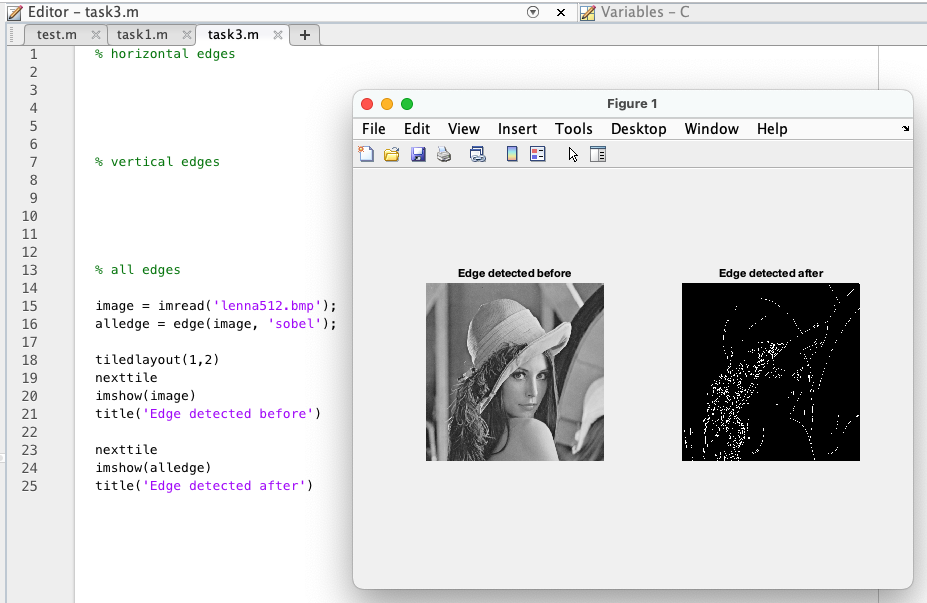 Editor – task3.m
Variables – C
test.m
task1.m
task3.m
1 % horizontal edges
2
3
4
5
6
7 % vertical edges
8
9
10
11
12
13 % all edges
14
15 image = imread('lenna512.bmp');
16 alledge = edge(image, 'sobel');
17
18 tiledlayout(1,2)
19 nexttile
20 imshow(image)
21 title('Edge detected before')
22
23 nexttile
24 imshow(alledge)
25 title('Edge detected after')
Figure 1
File Edit View Insert Tools Desktop Window Help
Edge detected before
Edge detected after